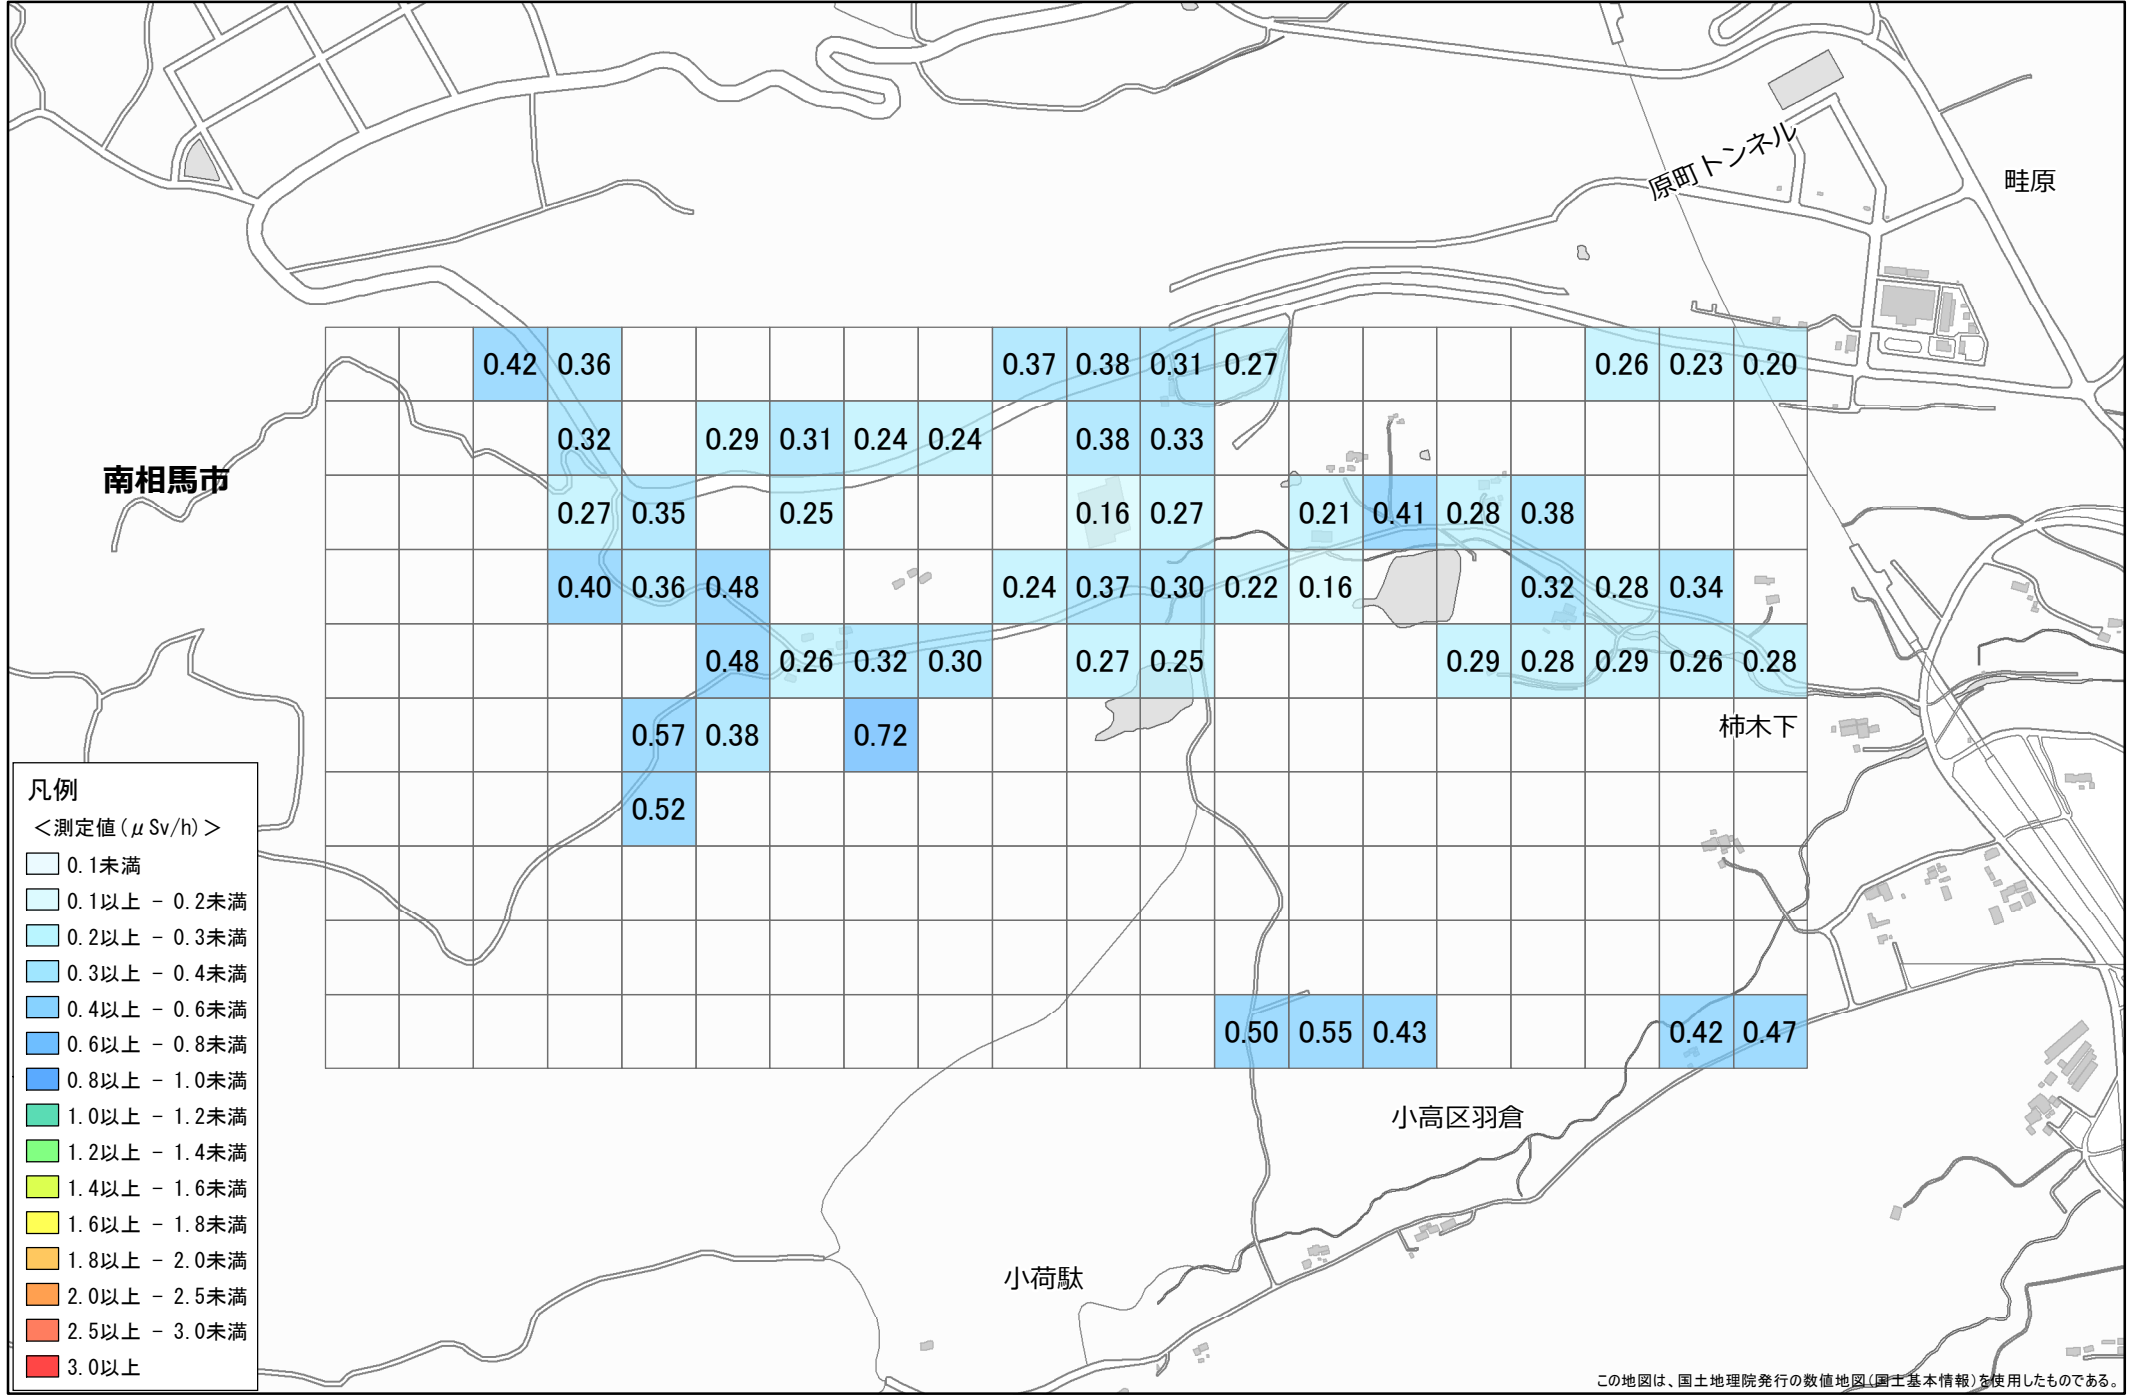 原町トンネル
畦原
0.42 0.36 0.37 0.38 0.31 0.27 0.26 0.23 0.20
0.32 0.29 0.31 0.24 0.24 0.38 0.33
南相馬市
0.27 0.35 0.25 0.16 0.27 0.21 0.41 0.28 0.38
0.40 0.36 0.48 0.24 0.37 0.30 0.22 0.16 0.32 0.28 0.34
0.48 0.26 0.32 0.30 0.27 0.25 0.29 0.28 0.29 0.26 0.28
0.57 0.38 0.72
柿木下
0.52
0.50 0.55 0.43 0.42 0.47
小高区羽倉
小荷駄
凡例
＜測定値(μSv/h)＞
0.1未満
0.1以上 － 0.2未満
0.2以上 － 0.3未満
0.3以上 － 0.4未満
0.4以上 － 0.6未満
0.6以上 － 0.8未満
0.8以上 － 1.0未満
1.0以上 － 1.2未満
1.2以上 － 1.4未満
1.4以上 － 1.6未満
1.6以上 － 1.8未満
1.8以上 － 2.0未満
2.0以上 － 2.5未満
2.5以上 － 3.0未満
3.0以上
この地図は、国土地理院発行の数値地図(国土基本情報)を使用したものである。